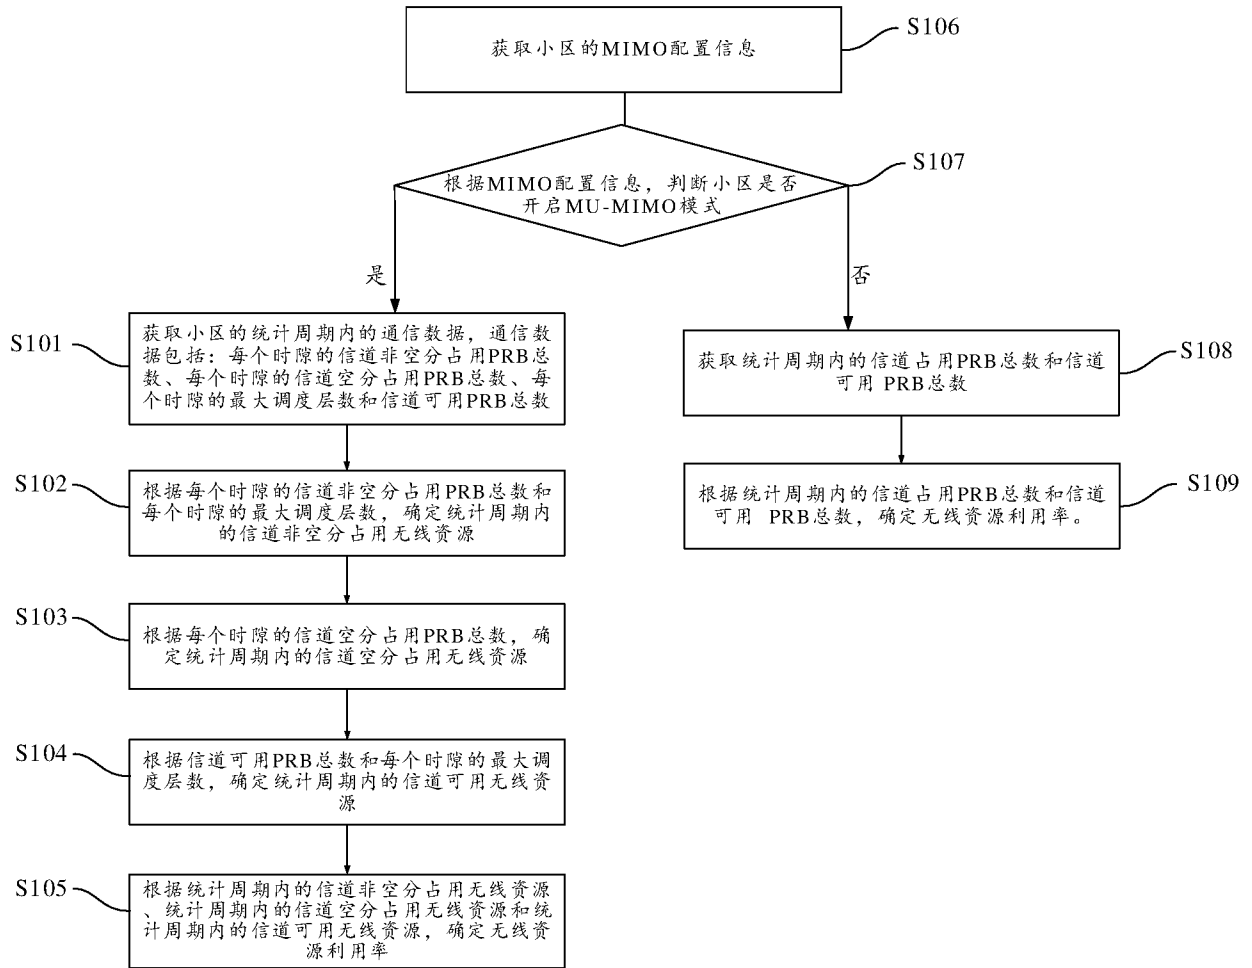 获取小区的MIMO配置信息
S106
根据MIMO配置信息，判断小区是否
开启MU-MIMO模式
S107
是
否
S101
获取小区的统计周期内的通信数据，通信数
据包括：每个时隙的信道非空分占用PRB总
数、每个时隙的信道空分占用PRB总数、每
个时隙的最大调度层数和信道可用PRB总数
获取统计周期内的信道占用PRB总数和信道
可用 PRB总数
S108
S102
根据每个时隙的信道非空分占用PRB总数和
每个时隙的最大调度层数，确定统计周期内
的信道非空分占用无线资源
根据统计周期内的信道占用PRB总数和信道
可用 PRB总数，确定无线资源利用率。
S109
S103
根据每个时隙的信道空分占用PRB总数，确
定统计周期内的信道空分占用无线资源
S104
根据信道可用PRB总数和每个时隙的最大调
度层数，确定统计周期内的信道可用无线资
源
S105
根据统计周期内的信道非空分占用无线资源
、统计周期内的信道空分占用无线资源和统
计周期内的信道可用无线资源，确定无线资
源利用率